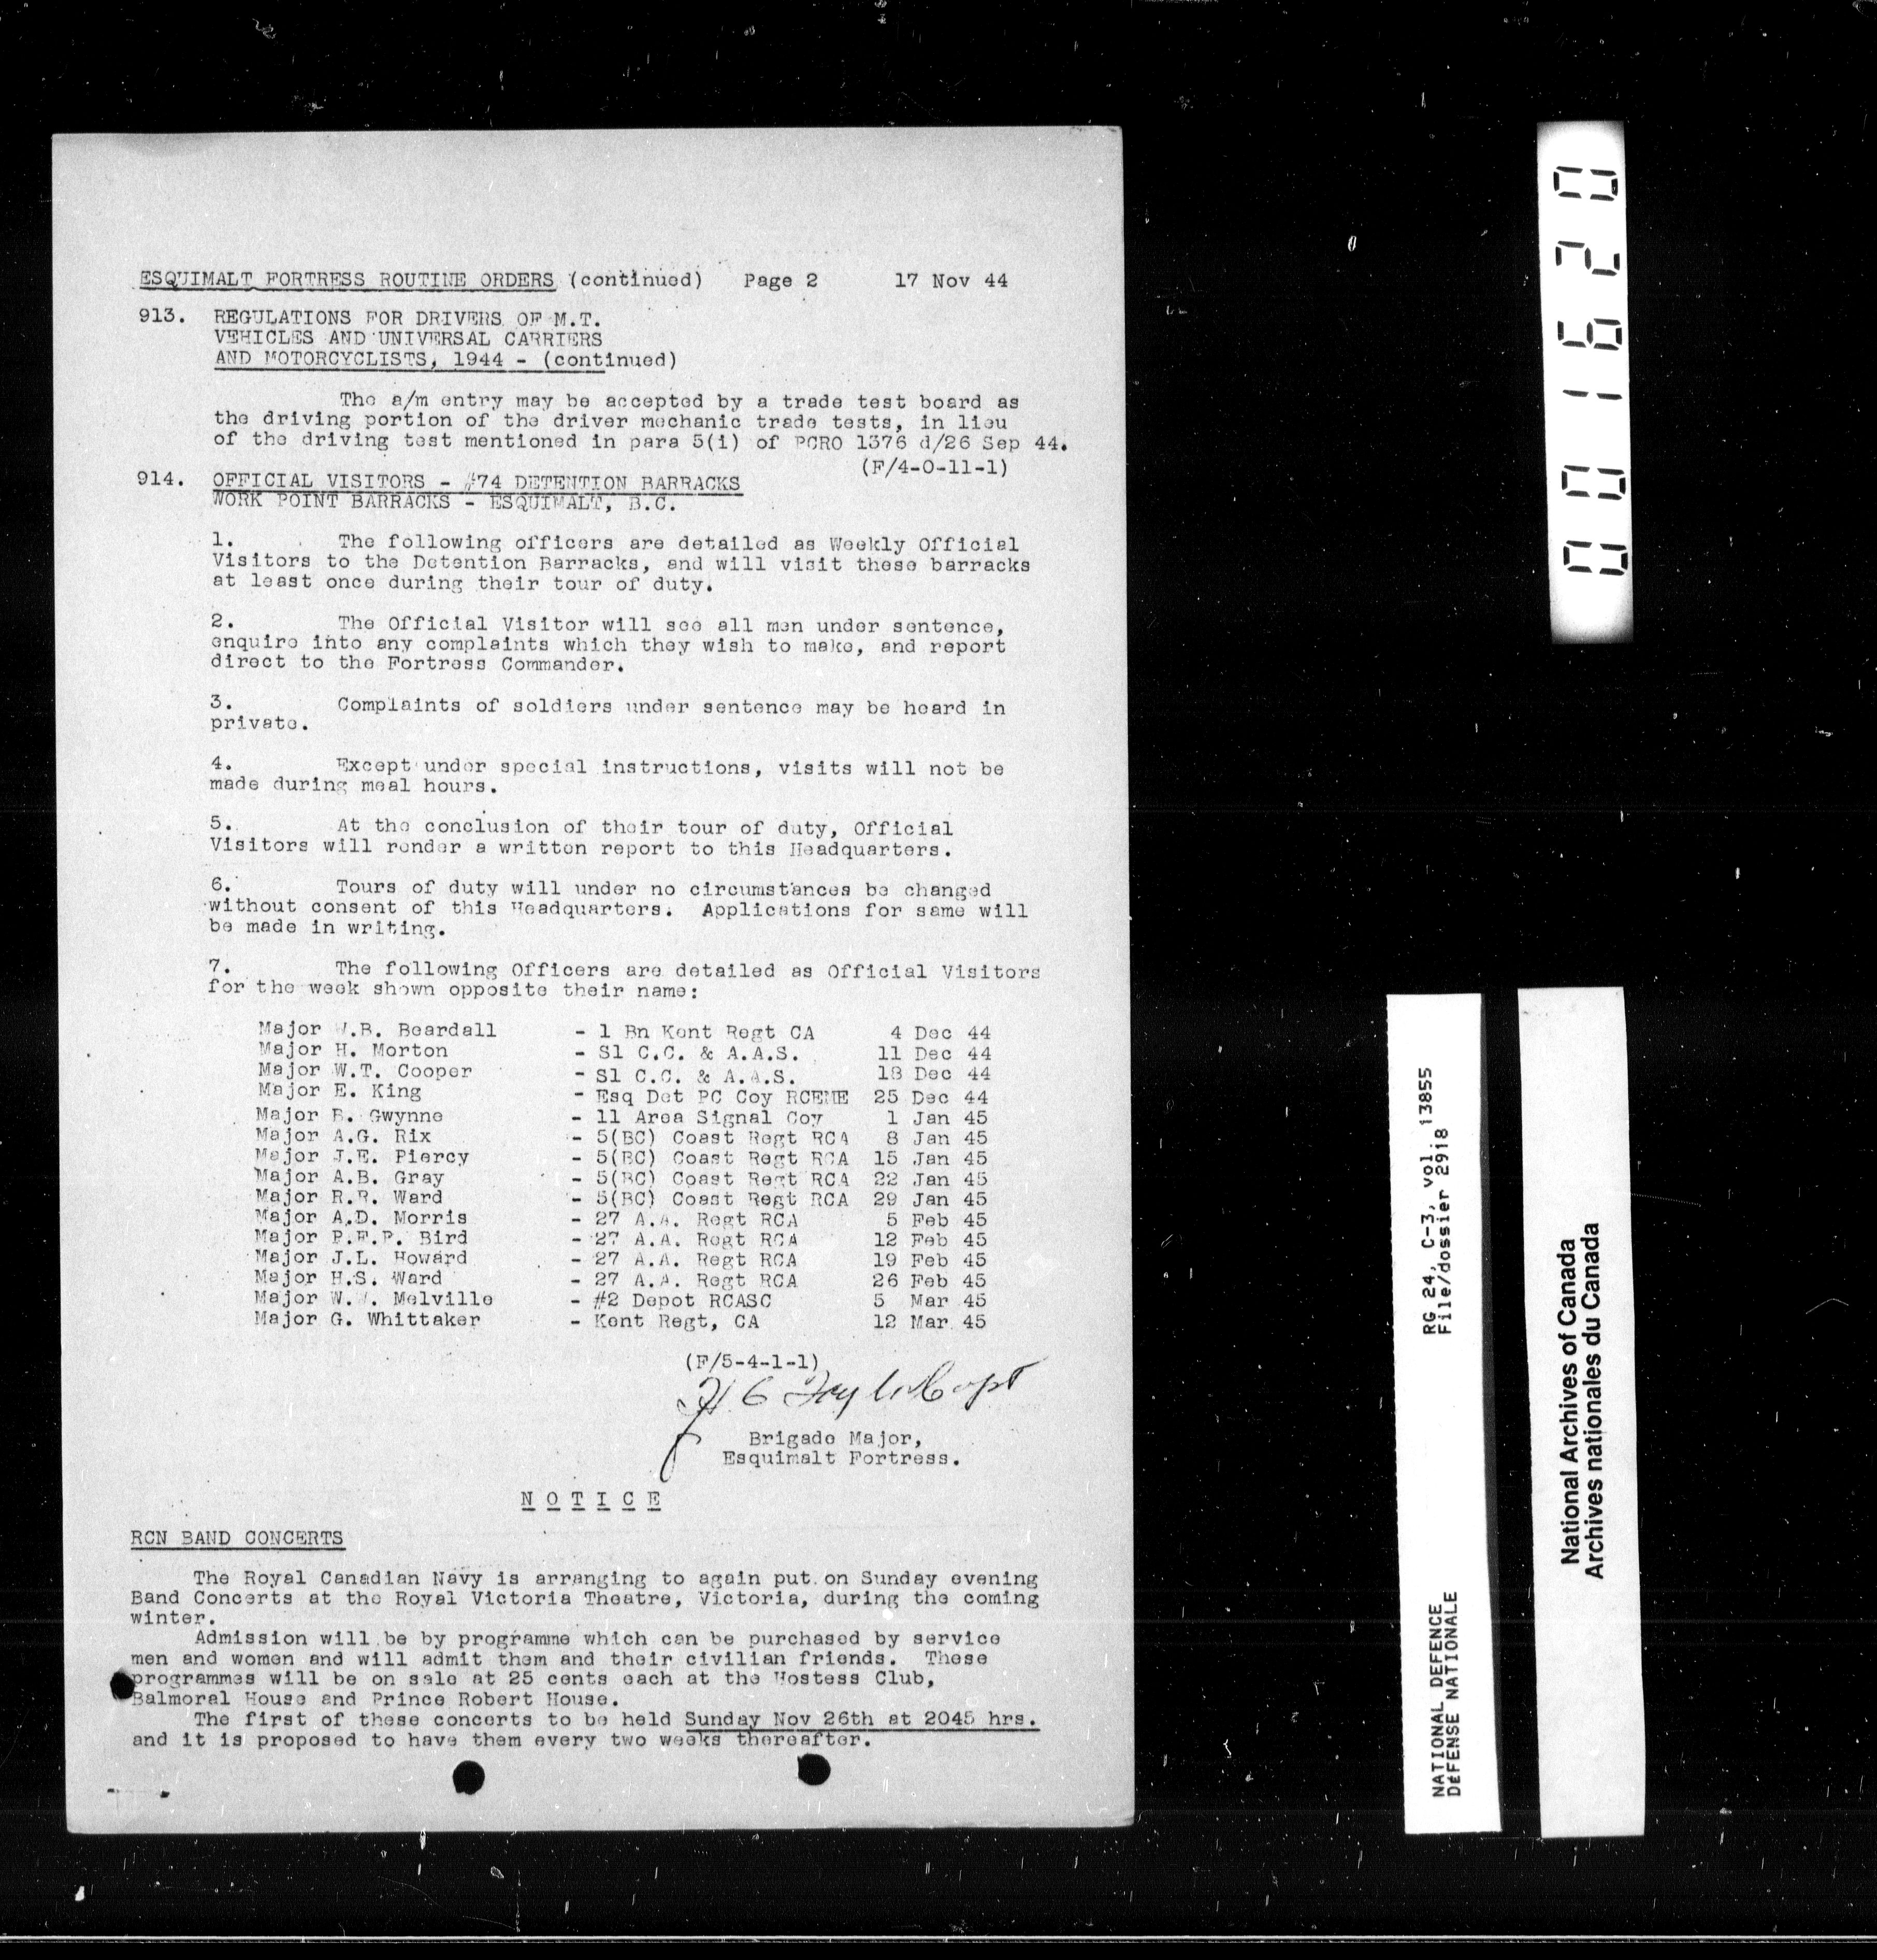 ESQUIMALT FORTRESS ROUTINE ORDERS (continued) Page 2 17 Nov 44
913. REGULATIONS FOR DRIVERS OF M.T.
VEHICLES AND UNIVERSAL CARRIERS
AND MOTORCYCLISTS, 1944 - (continued)
The a/m entry may be accepted by a trade test board as
the driving portion of the driver mechanic trade tests, in lieu
of the driving test mentioned in para 5(i) of PCRO 1376 d/26 Sep 44.
(F/4-0-11-1)
914. OFFICIAL VISITORS - #74 DETENTION BARRACKS
WORK POINT BARRACKS - ESQUIMALT, B.C.
1. The following officers are detailed as Weekly Official
Visitors to the Detention Barracks, and will visit these barracks
at least once during their tour of duty.
2. The Official Visitor will see all men under sentence,
enquire into any complaints which they wish to make, and report
direct to the Fortress Commander.
3. Complaints of soldiers under sentence may be heard in
private.
4. Except under special instructions, visits will not be
made during meal hours.
5. At the conclusion of their tour of duty, Official
Visitors will render a written report to this Headquarters.
6. Tours of duty will under no circumstances be changed
without consent of this Headquarters. Applications for same will
be made in writing.
7. The following Officers are detailed as Official Visitors
for the week shown opposite their name:
Major W.B. Beardall - 1 Bn Kent Regt CA 4 Dec 44
Major H. Morton - S1 C.C. & A.A.S. 11 Dec 44
Major W.T. Cooper - S1 C.C. & A.A.S. 18 Dec 44
Major E. King - Esq Det PC Coy RCEME 25 Dec 44
Major B. Gwynne - 11 Area Signal Coy 1 Jan 45
Major A.G. Rix - 5(BC) Coast Regt RCA 8 Jan 45
Major J.E. Piercy - 5(BC) Coast Regt RCA 15 Jan 45
Major A.B. Gray - 5(BC) Coast Regt RCA 22 Jan 45
Major R.R. Ward - 5(BC) Coast Regt RCA 29 Jan 45
Major A.D. Morris - 27 A.A. Regt RCA 5 Feb 45
Major P.E.P. Bird - 27 A.A. Regt RCA 12 Feb 45
Major J.L. Howard - 27 A.A. Regt RCA 19 Feb 45
Major H.S. Ward - 27 A.A. Regt RCA 26 Feb 45
Major W.W. Melville - #2 Depot RCASC 5 Mar 45
Major G. Whittaker - Kent Regt, CA 12 Mar 45
(F/5-4-1-1)
Capt
Brigade Major,
Esquimalt Fortress.
N O T I C E
RCN BAND CONCERTS
The Royal Canadian Navy is arranging to again put on Sunday evening
Band Concerts at the Royal Victoria Theatre, Victoria, during the coming
winter.
Admission will be by programme which can be purchased by service
men and women and will admit them and their civilian friends. These
programmes will be on sale at 25 cents each at the Hostess Club,
Balmoral House and Prince Robert House.
The first of these concerts to be held Sunday Nov 26th at 2045 hrs.
and it is proposed to have them every two weeks thereafter.
001620
RG 24, C-3, vol. 13855
File/dossier 2918
NATIONAL DEFENCE
DÉFENSE NATIONALE
National Archives of Canada
Archives nationales du Canada